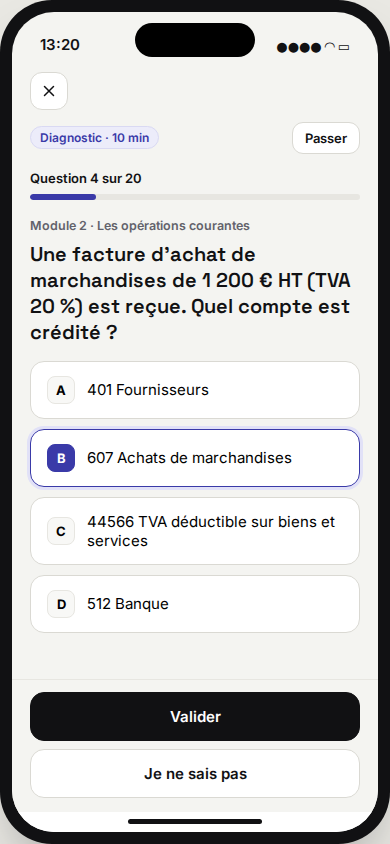 13:20
Diagnostic · 10 min
Passer
Question 4 sur 20
Module 2 · Les opérations courantes
Une facture d'achat de
marchandises de 1 200 € HT (TVA
20 %) est reçue. Quel compte est
crédité ?
A 401 Fournisseurs
B 607 Achats de marchandises
C 44566 TVA déductible sur biens et
services
D 512 Banque
Valider
Je ne sais pas